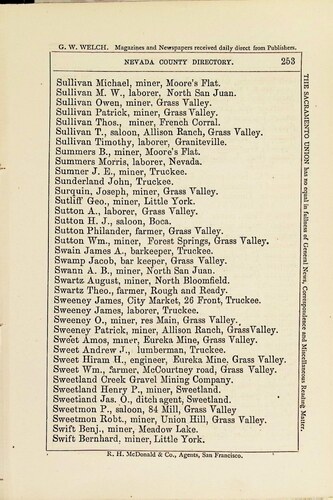 G. W. WELCH. Magazines and Newspapers received daily direct from Publishers.
NEVADA COUNTY DIRECTORY. 253
Sullivan Michael, miner, Moore's Flat.
Sullivan M. W., laborer, North San Juan.
Sullivan Owen, miner, Grass Valley.
Sullivan Patrick, miner, Grass Valley.
Sullivan Thos., miner, French Corral.
Sullivan T., saloon, Allison Ranch, Grass Valley.
Sullivan Timothy, laborer, Graniteville.
Summers B., miner, Moore's Flat.
Summers Morris, laborer, Nevada.
Sumner J. E., miner, Truckee.
Sunderland John, Truckee.
Surquin, Joseph, miner, Grass Valley.
Sutliff Geo., miner, Little York.
Sutton A., laborer, Grass Valley.
Sutton H. J., saloon, Boca.
Sutton Philander, farmer, Grass Valley.
Sutton Wm., miner, Forest Springs, Grass Valley.
Swain James A., barkeeper, Truckee.
Swamp Jacob, bar keeper, Grass Valley.
Swann A. B., miner, North San Juan.
Swartz August, miner, North Bloomfield.
Swartz Theo., farmer, Rough and Ready.
Sweeney James, City Market, 26 Front, Truckee.
Sweeney James, laborer, Truckee.
Sweeney O., miner, res Main, Grass Valley.
Sweeney Patrick, miner, Allison Ranch, GrassValley.
Sweet Amos, miner, Eureka Mine, Grass Valley.
Sweet Andrew J., lumberman, Truckee.
Sweet Hiram H., engineer, Eureka Mine, Grass Valley.
Sweet Wm., farmer, McCourtney road, Grass Valley.
Sweetland Creek Gravel Mining Company.
Sweetland Henry P., miner, Sweetland.
Sweetland Jas. O., ditch agent, Sweetland.
Sweetmon P., saloon, 84 Mill, Grass Valley
Sweetmon Robt., miner, Union Hill, Grass Valley.
Swift Benj., miner, Meadow Lake.
Swift Bernhard, miner, Little York.
R. H. McDonald & Co., Agents, San Francisco.
THE SACRAMENTO UNION has no equal in fullness of General News, Correspondence and Miscellaneous Reading Matter.